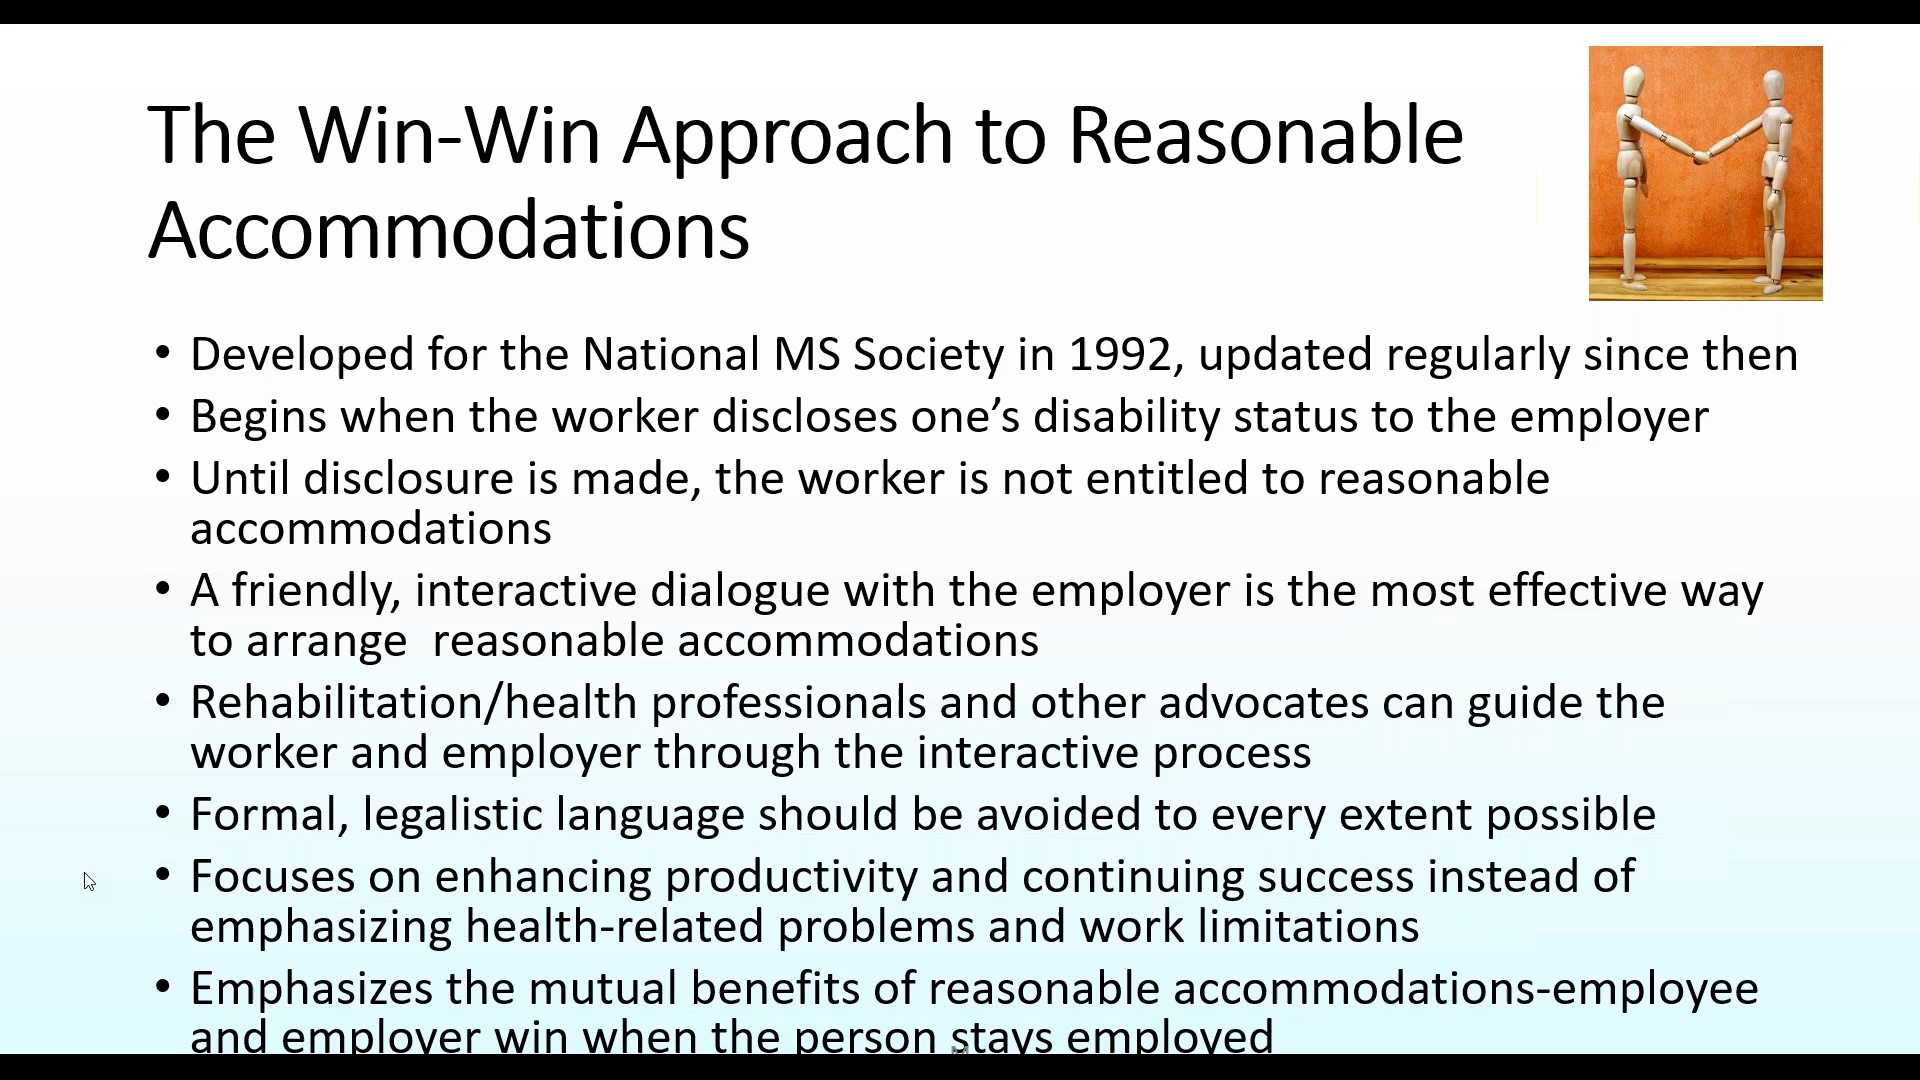 The Win-Win Approach to Reasonable
Accommodations
• Developed for the National MS Society in 1992, updated regularly since then
• Begins when the worker discloses one’s disability status to the employer
• Until disclosure is made, the worker is not entitled to reasonable
accommodations
• A friendly, interactive dialogue with the employer is the most effective way
to arrange  reasonable accommodations
• Rehabilitation/health professionals and other advocates can guide the
worker and employer through the interactive process
• Formal, legalistic language should be avoided to every extent possible
• Focuses on enhancing productivity and continuing success instead of
emphasizing health-related problems and work limitations
• Emphasizes the mutual benefits of reasonable accommodations-employee
and employer win when the person stays employed